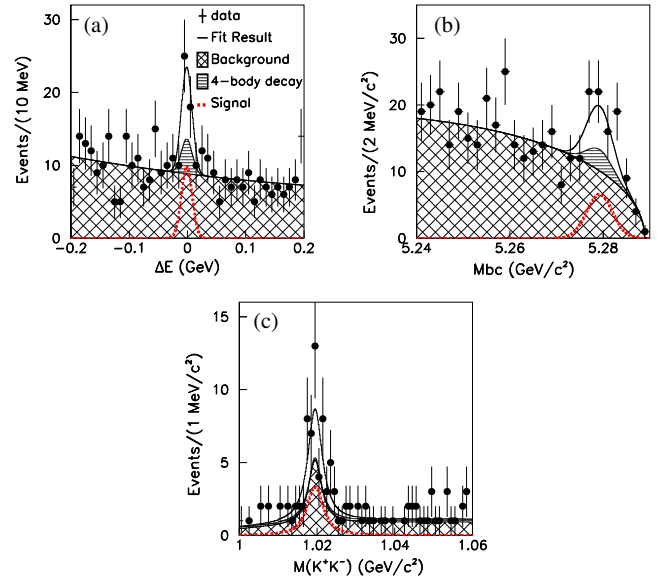 (a)
data
Fit Result
Background
4-body decay
Signal
Events/(10 MeV)
30
20
10
0
-0.2 -0.1 0 0.1 0.2
ΔE (GeV)
(b)
Events/(2 MeV/c²)
30
20
10
0
5.24 5.26 5.28
Mbc (GeV/c²)
(c)
Events/(1 MeV/c²)
15
10
5
0
1 1.02 1.04 1.06
M(K⁺K⁻) (GeV/c²)